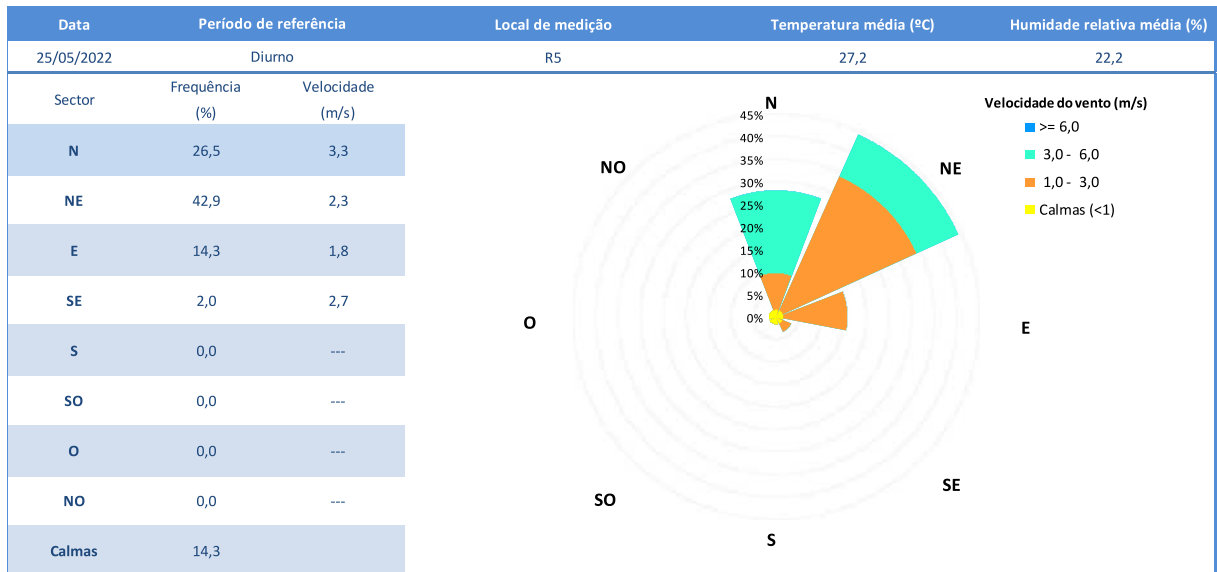 Data Período de referência Local de medição Temperatura média (ºC) Humidade relativa média (%)
25/05/2022 Diurno R5 27,2 22,2
Sector Frequência (%) Velocidade (m/s)
N 26,5 3,3
NE 42,9 2,3
E 14,3 1,8
SE 2,0 2,7
S 0,0 ---
SO 0,0 ---
O 0,0 ---
NO 0,0 ---
Calmas 14,3
N
NE
E
SE
S
SO
O
NO
45%
40%
35%
30%
25%
20%
15%
10%
5%
0%
Velocidade do vento (m/s)
>= 6,0
3,0 - 6,0
1,0 - 3,0
Calmas (<1)